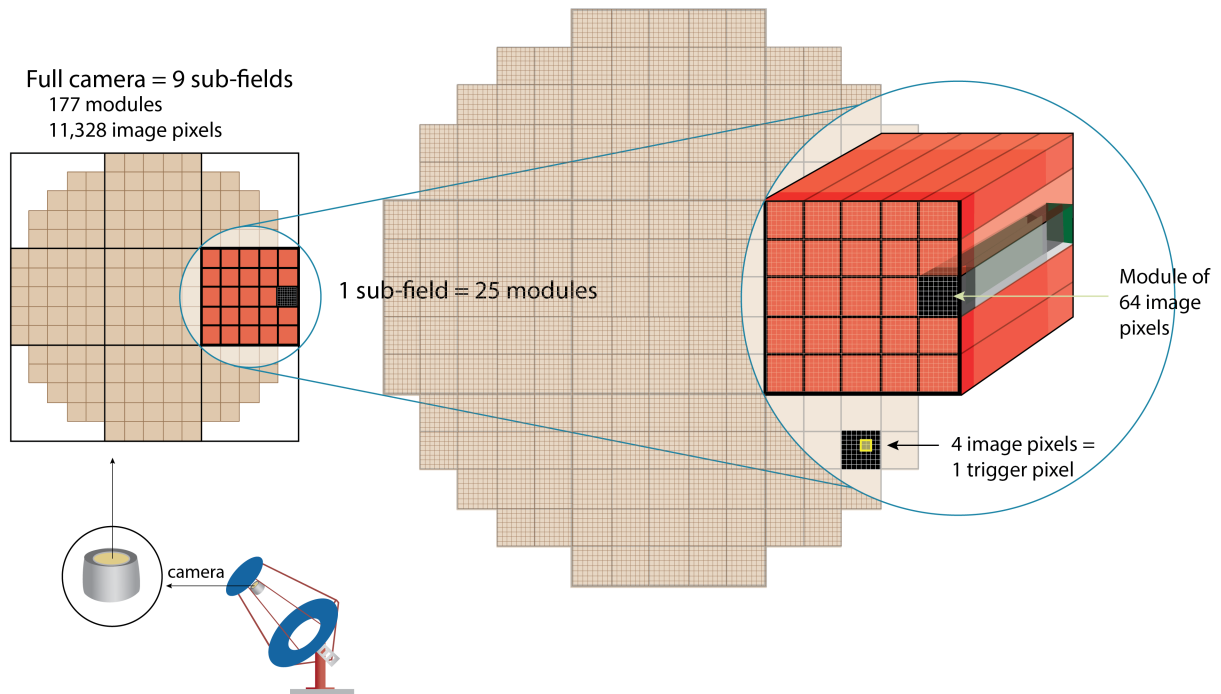 Full camera = 9 sub-fields
177 modules
11,328 image pixels
1 sub-field = 25 modules
Module of
64 image
pixels
4 image pixels =
1 trigger pixel
camera